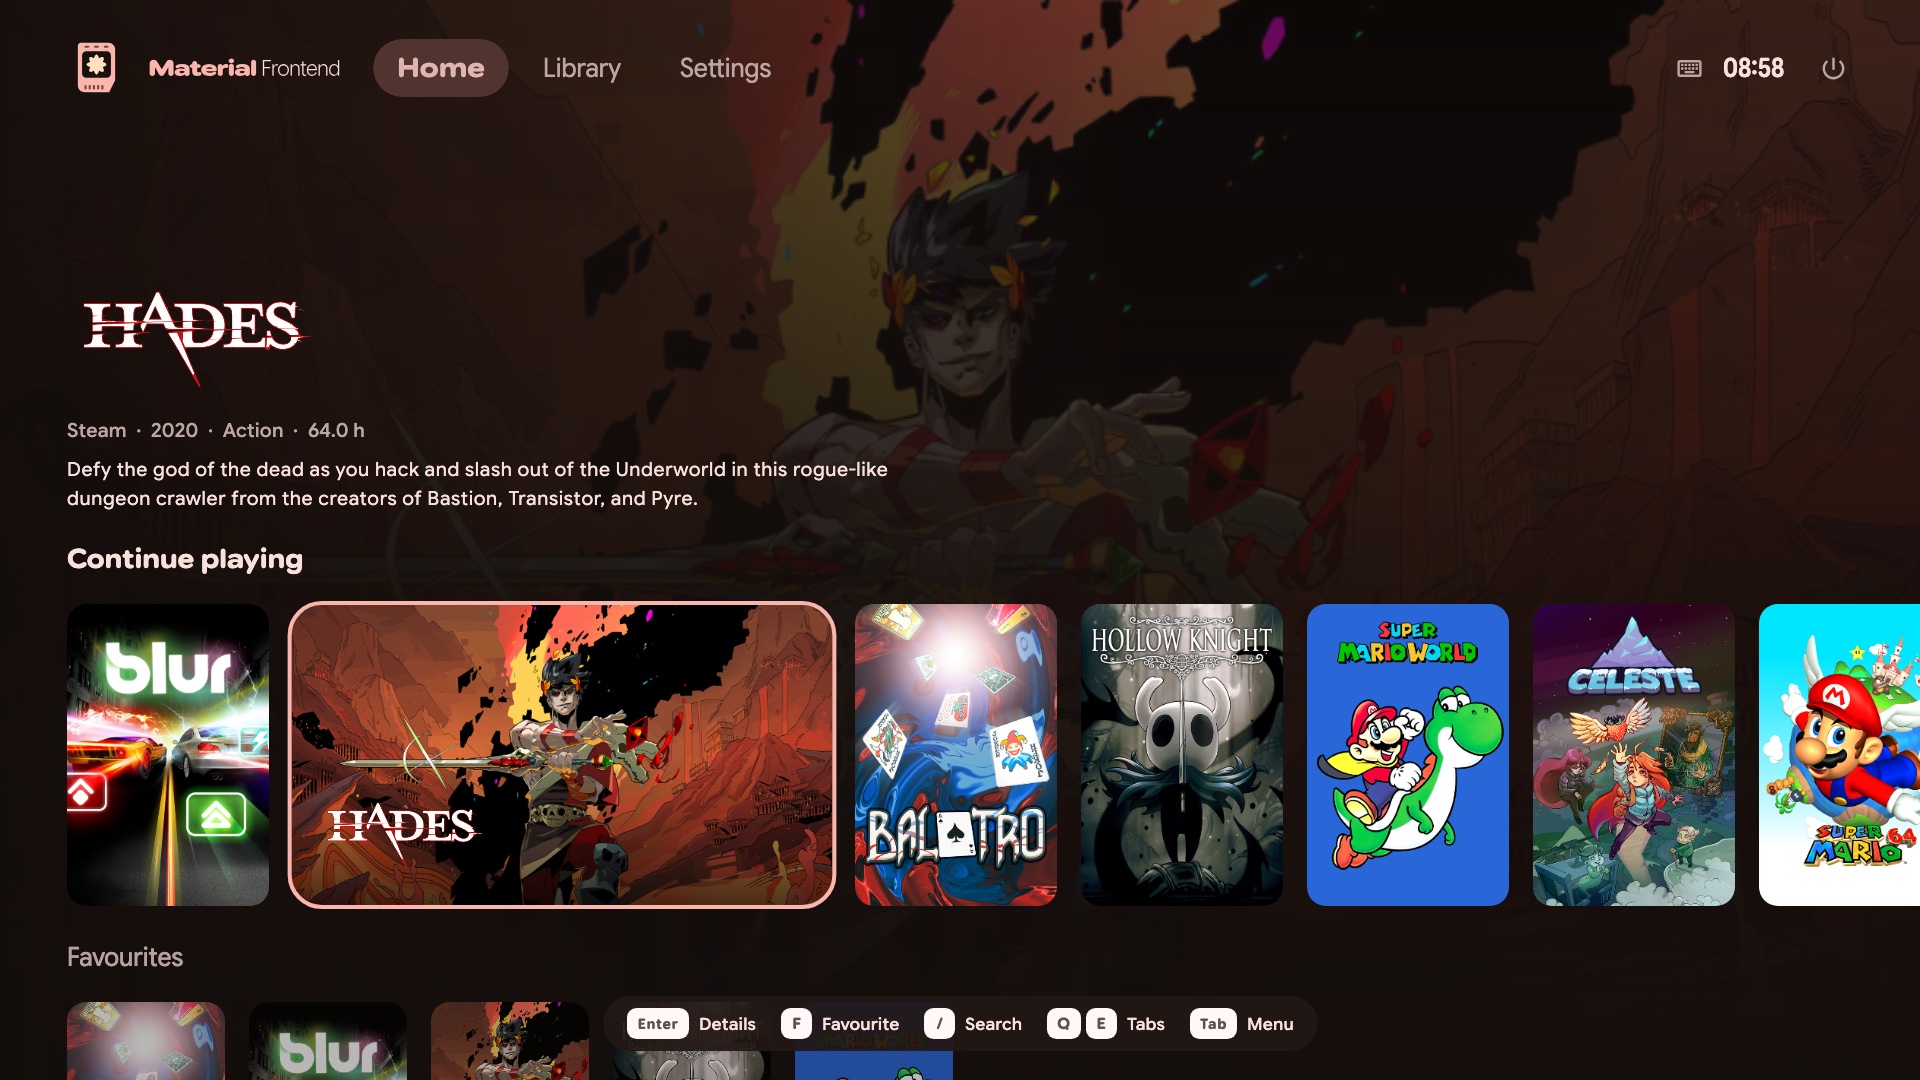 Material Frontend
Home
Library
Settings
08:58
HADES
Steam · 2020 · Action · 64.0 h
Defy the god of the dead as you hack and slash out of the Underworld in this rogue-like
dungeon crawler from the creators of Bastion, Transistor, and Pyre.
Continue playing
blur
HADES
BALATRO
HOLLOW KNIGHT
SUPER
MARIO WORLD
CELESTE
SUPER
MARIO 64
Favourites
blur
Enter Details
F Favourite
/ Search
Q E Tabs
Tab Menu